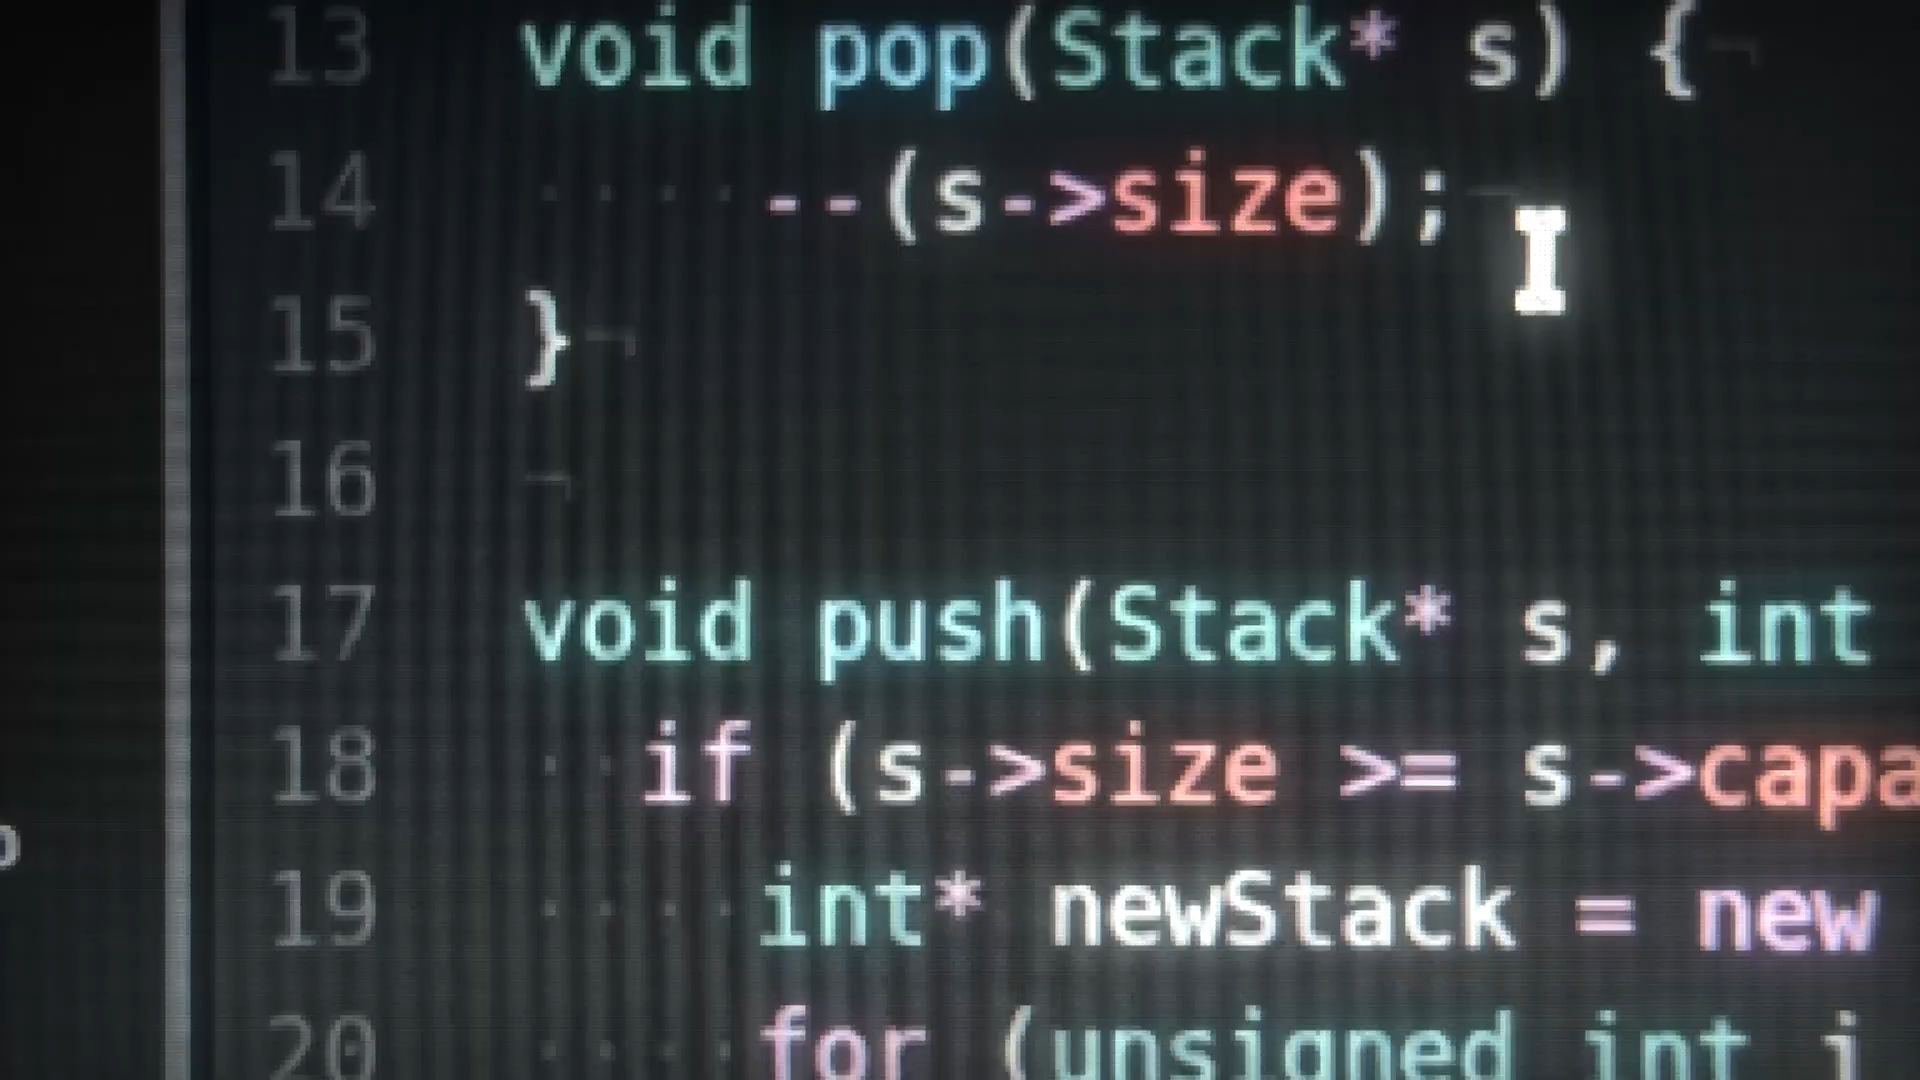 13 void pop(Stack* s) {¬
14 ····--(s->size);¬
15 }¬
16 ¬
17 void push(Stack* s, int
18 ··if (s->size >= s->capa
19 ····int* newStack = new
20 ····for (unsigned int i